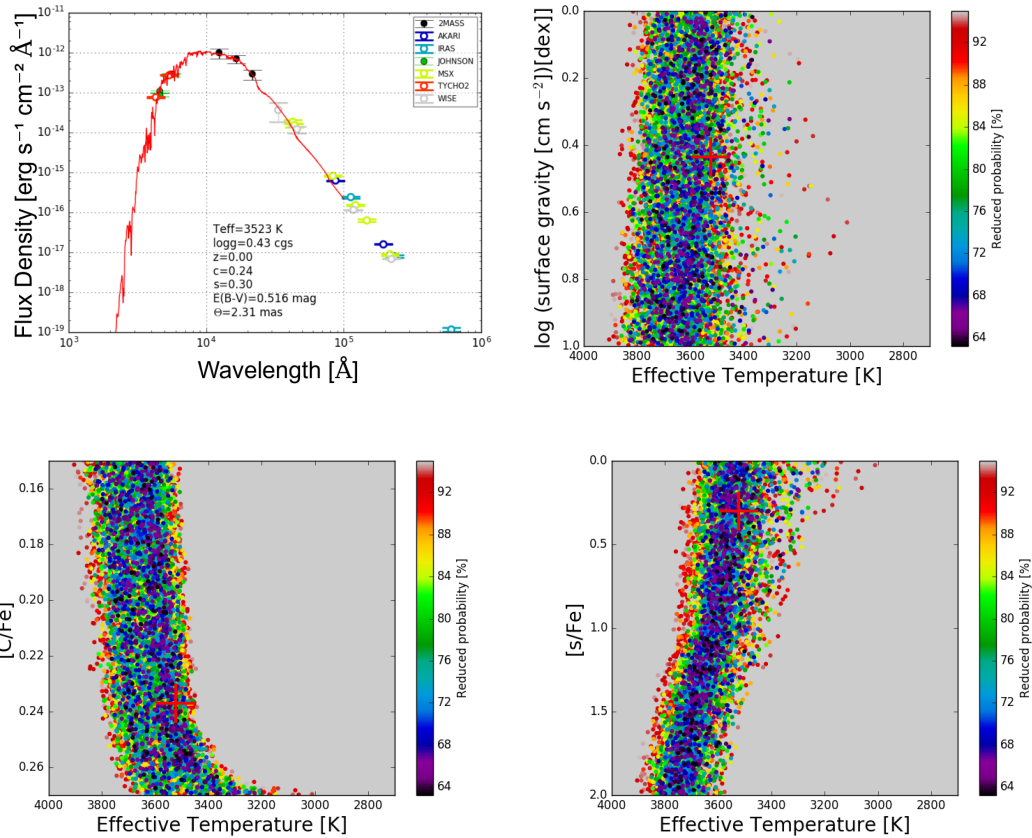 10⁻¹¹
10⁻¹²
10⁻¹³
10⁻¹⁴
10⁻¹⁵
10⁻¹⁶
10⁻¹⁷
10⁻¹⁸
10⁻¹⁹
Flux Density [erg s⁻¹ cm⁻² Å⁻¹]
2MASS
AKARI
IRAS
JOHNSON
MSX
TYCHO2
WISE
Teff=3523 K
logg=0.43 cgs
z=0.00
c=0.24
s=0.30
E(B-V)=0.516 mag
Θ=2.31 mas
10³ 10⁴ 10⁵ 10⁶
Wavelength [Å]
log (surface gravity [cm s⁻²])[dex]
0.0
0.2
0.4
0.6
0.8
1.0
4000 3800 3600 3400 3200 3000 2800
Effective Temperature [K]
92
88
84
80
76
72
68
64
Reduced probability [%]
[C/Fe]
0.16
0.18
0.20
0.22
0.24
0.26
4000 3800 3600 3400 3200 3000 2800
Effective Temperature [K]
92
88
84
80
76
72
68
64
Reduced probability [%]
[s/Fe]
0.0
0.5
1.0
1.5
2.0
4000 3800 3600 3400 3200 3000 2800
Effective Temperature [K]
92
88
84
80
76
72
68
64
Reduced probability [%]